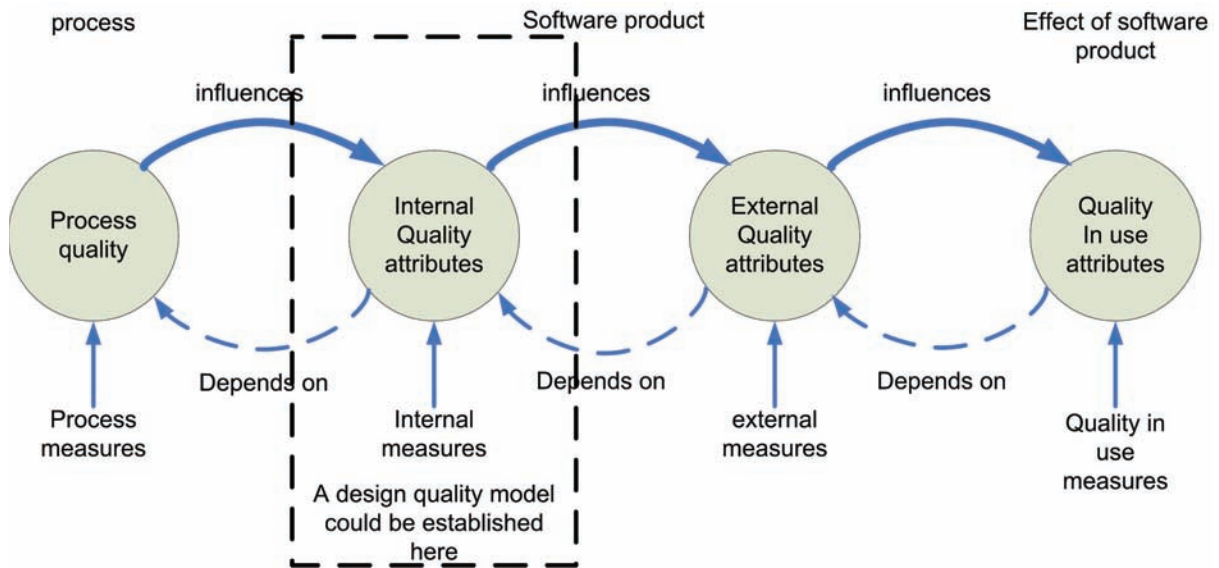 process
Software product
Effect of software
product
influences
influences
influences
Process
quality
Internal
Quality
attributes
External
Quality
attributes
Quality
In use
attributes
Depends on
Depends on
Depends on
Process
measures
Internal
measures
external
measures
Quality in
use
measures
A design quality model
could be established
here